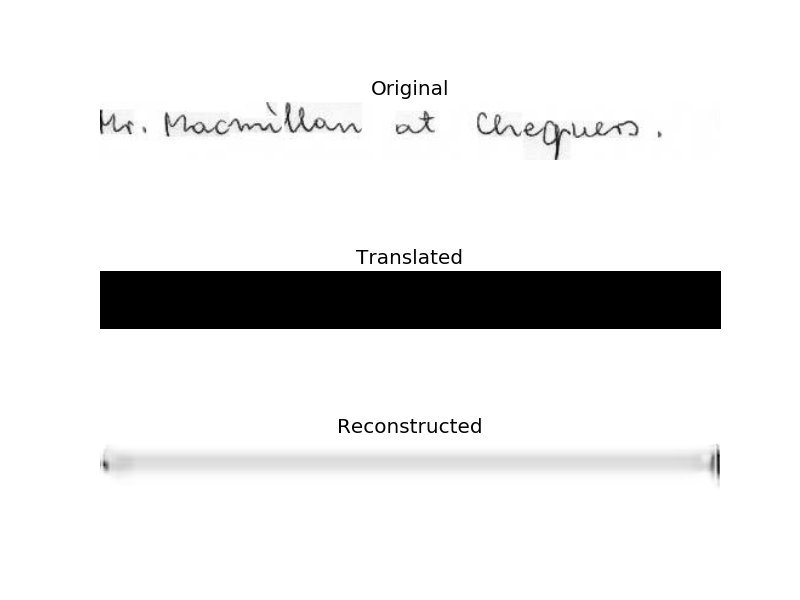 Original
Mr. Macmillan at Chequers.
Translated
Reconstructed